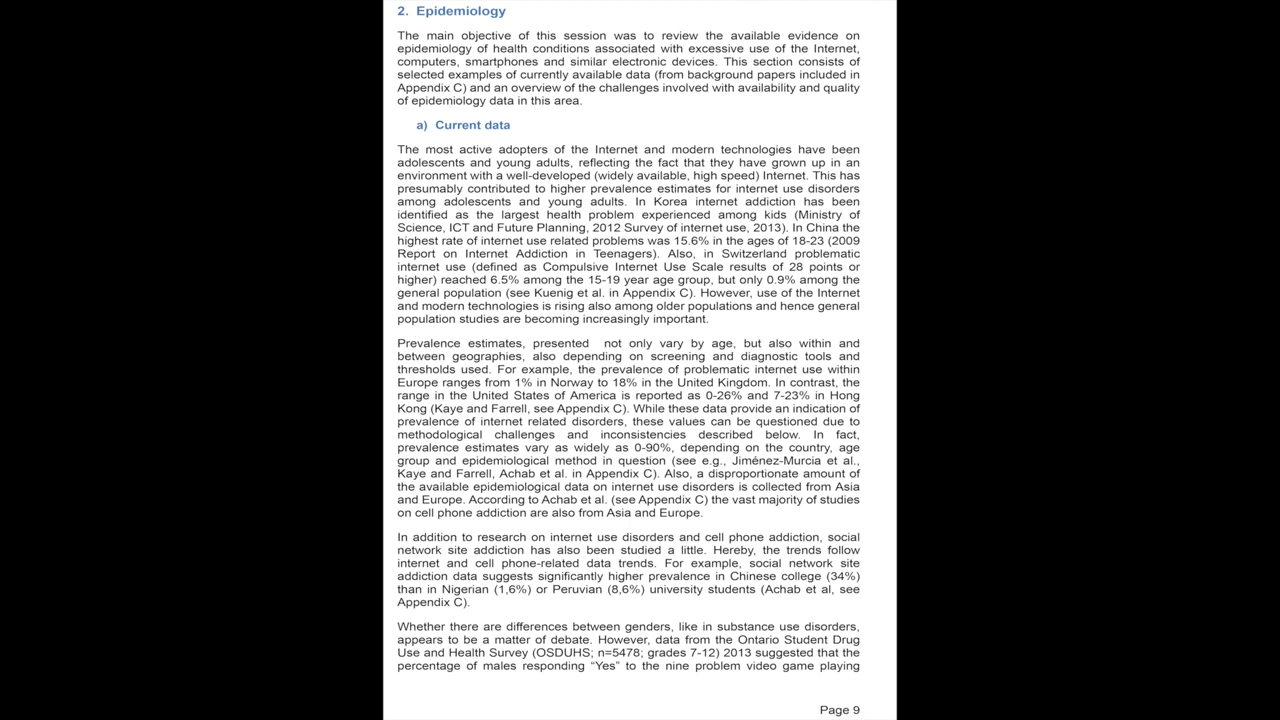 2. Epidemiology
The main objective of this session was to review the available evidence on
epidemiology of health conditions associated with excessive use of the Internet,
computers, smartphones and similar electronic devices. This section consists of
selected examples of currently available data (from background papers included in
Appendix C) and an overview of the challenges involved with availability and quality
of epidemiology data in this area.
a) Current data
The most active adopters of the Internet and modern technologies have been
adolescents and young adults, reflecting the fact that they have grown up in an
environment with a well-developed (widely available, high speed) Internet. This has
presumably contributed to higher prevalence estimates for internet use disorders
among adolescents and young adults. In Korea internet addiction has been
identified as the largest health problem experienced among kids (Ministry of
Science, ICT and Future Planning, 2012 Survey of internet use, 2013). In China the
highest rate of internet use related problems was 15.6% in the ages of 18-23 (2009
Report on Internet Addiction in Teenagers). Also, in Switzerland problematic
internet use (defined as Compulsive Internet Use Scale results of 28 points or
higher) reached 6.5% among the 15-19 year age group, but only 0.9% among the
general population (see Kuenig et al. in Appendix C). However, use of the Internet
and modern technologies is rising also among older populations and hence general
population studies are becoming increasingly important.
Prevalence estimates, presented not only vary by age, but also within and
between geographies, also depending on screening and diagnostic tools and
thresholds used. For example, the prevalence of problematic internet use within
Europe ranges from 1% in Norway to 18% in the United Kingdom. In contrast, the
range in the United States of America is reported as 0-26% and 7-23% in Hong
Kong (Kaye and Farrell, see Appendix C). While these data provide an indication of
prevalence of internet related disorders, these values can be questioned due to
methodological challenges and inconsistencies described below. In fact,
prevalence estimates vary as widely as 0-90%, depending on the country, age
group and epidemiological method in question (see e.g., Jiménez-Murcia et al.,
Kaye and Farrell, Achab et al. in Appendix C). Also, a disproportionate amount of
the available epidemiological data on internet use disorders is collected from Asia
and Europe. According to Achab et al. (see Appendix C) the vast majority of studies
on cell phone addiction are also from Asia and Europe.
In addition to research on internet use disorders and cell phone addiction, social
network site addiction has also been studied a little. Hereby, the trends follow
internet and cell phone-related data trends. For example, social network site
addiction data suggests significantly higher prevalence in Chinese college (34%)
than in Nigerian (1,6%) or Peruvian (8,6%) university students (Achab et al, see
Appendix C).
Whether there are differences between genders, like in substance use disorders,
appears to be a matter of debate. However, data from the Ontario Student Drug
Use and Health Survey (OSDUHS; n=5478; grades 7-12) 2013 suggested that the
percentage of males responding “Yes” to the nine problem video game playing
Page 9